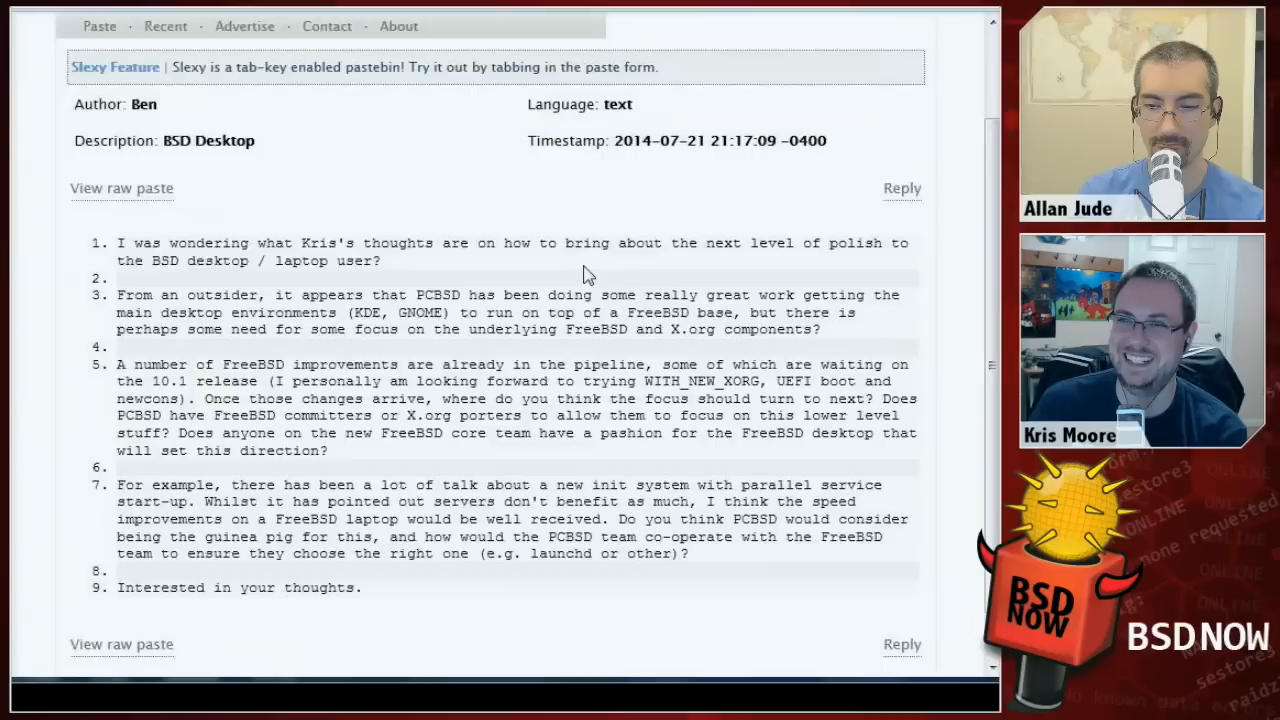 Paste · Recent · Advertise · Contact · About
Slexy Feature | Slexy is a tab-key enabled pastebin! Try it out by tabbing in the paste form.
Author: Ben
Language: text
Description: BSD Desktop
Timestamp: 2014-07-21 21:17:09 -0400
View raw paste
Reply
1. I was wondering what Kris's thoughts are on how to bring about the next level of polish to
the BSD desktop / laptop user?
2.
3. From an outsider, it appears that PCBSD has been doing some really great work getting the
main desktop environments (KDE, GNOME) to run on top of a FreeBSD base, but there is
perhaps some need for some focus on the underlying FreeBSD and X.org components?
4.
5. A number of FreeBSD improvements are already in the pipeline, some of which are waiting on
the 10.1 release (I personally am looking forward to trying WITH_NEW_XORG, UEFI boot and
newcons). Once those changes arrive, where do you think the focus should turn to next? Does
PCBSD have FreeBSD committers or X.org porters to allow them to focus on this lower level
stuff? Does anyone on the new FreeBSD core team have a pashion for the FreeBSD desktop that
will set this direction?
6.
7. For example, there has been a lot of talk about a new init system with parallel service
start-up. Whilst it has pointed out servers don't benefit as much, I think the speed
improvements on a FreeBSD laptop would be well received. Do you think PCBSD would consider
being the guinea pig for this, and how would the PCBSD team co-operate with the FreeBSD
team to ensure they choose the right one (e.g. launchd or other)?
8.
9. Interested in your thoughts.
View raw paste
Reply
Allan Jude
Kris Moore
BSD
NOW
BSDNOW